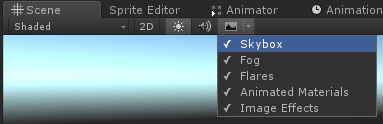 Scene Sprite Editor Animator Animation
Shaded 2D
Skybox
Fog
Flares
Animated Materials
Image Effects